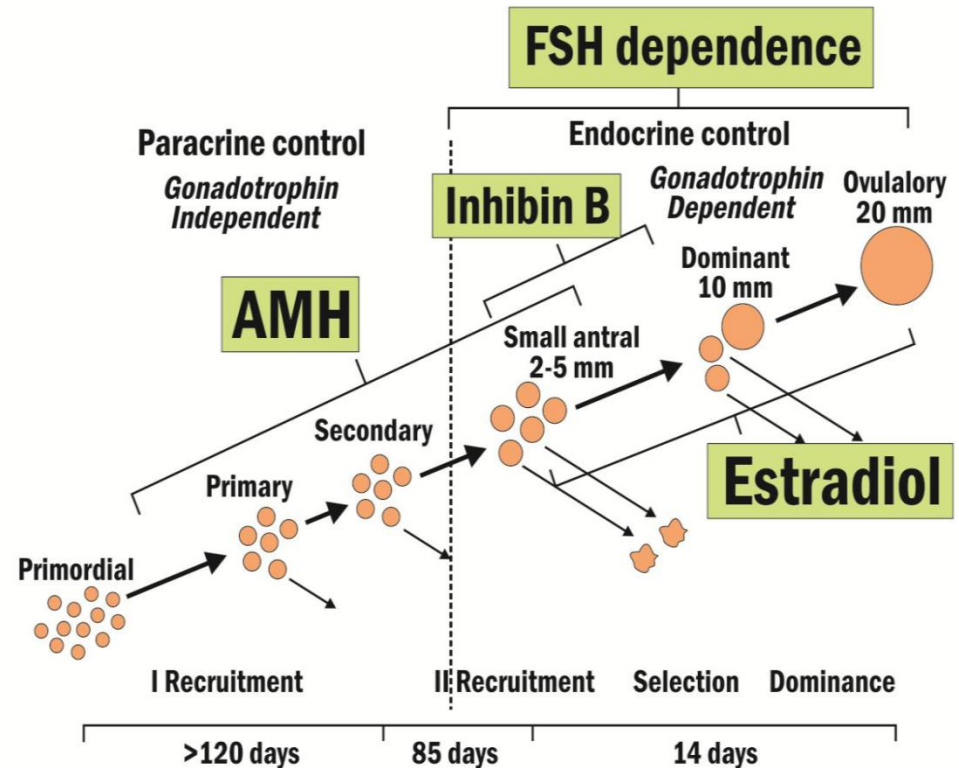 FSH dependence
Paracrine control
Gonadotrophin
Independent
Endocrine control
Inhibin B
Gonadotrophin
Dependent
Ovulalory
20 mm
AMH
Dominant
10 mm
Small antral
2-5 mm
Secondary
Primary
Estradiol
Primordial
I Recruitment
II Recruitment
Selection
Dominance
>120 days
85 days
14 days